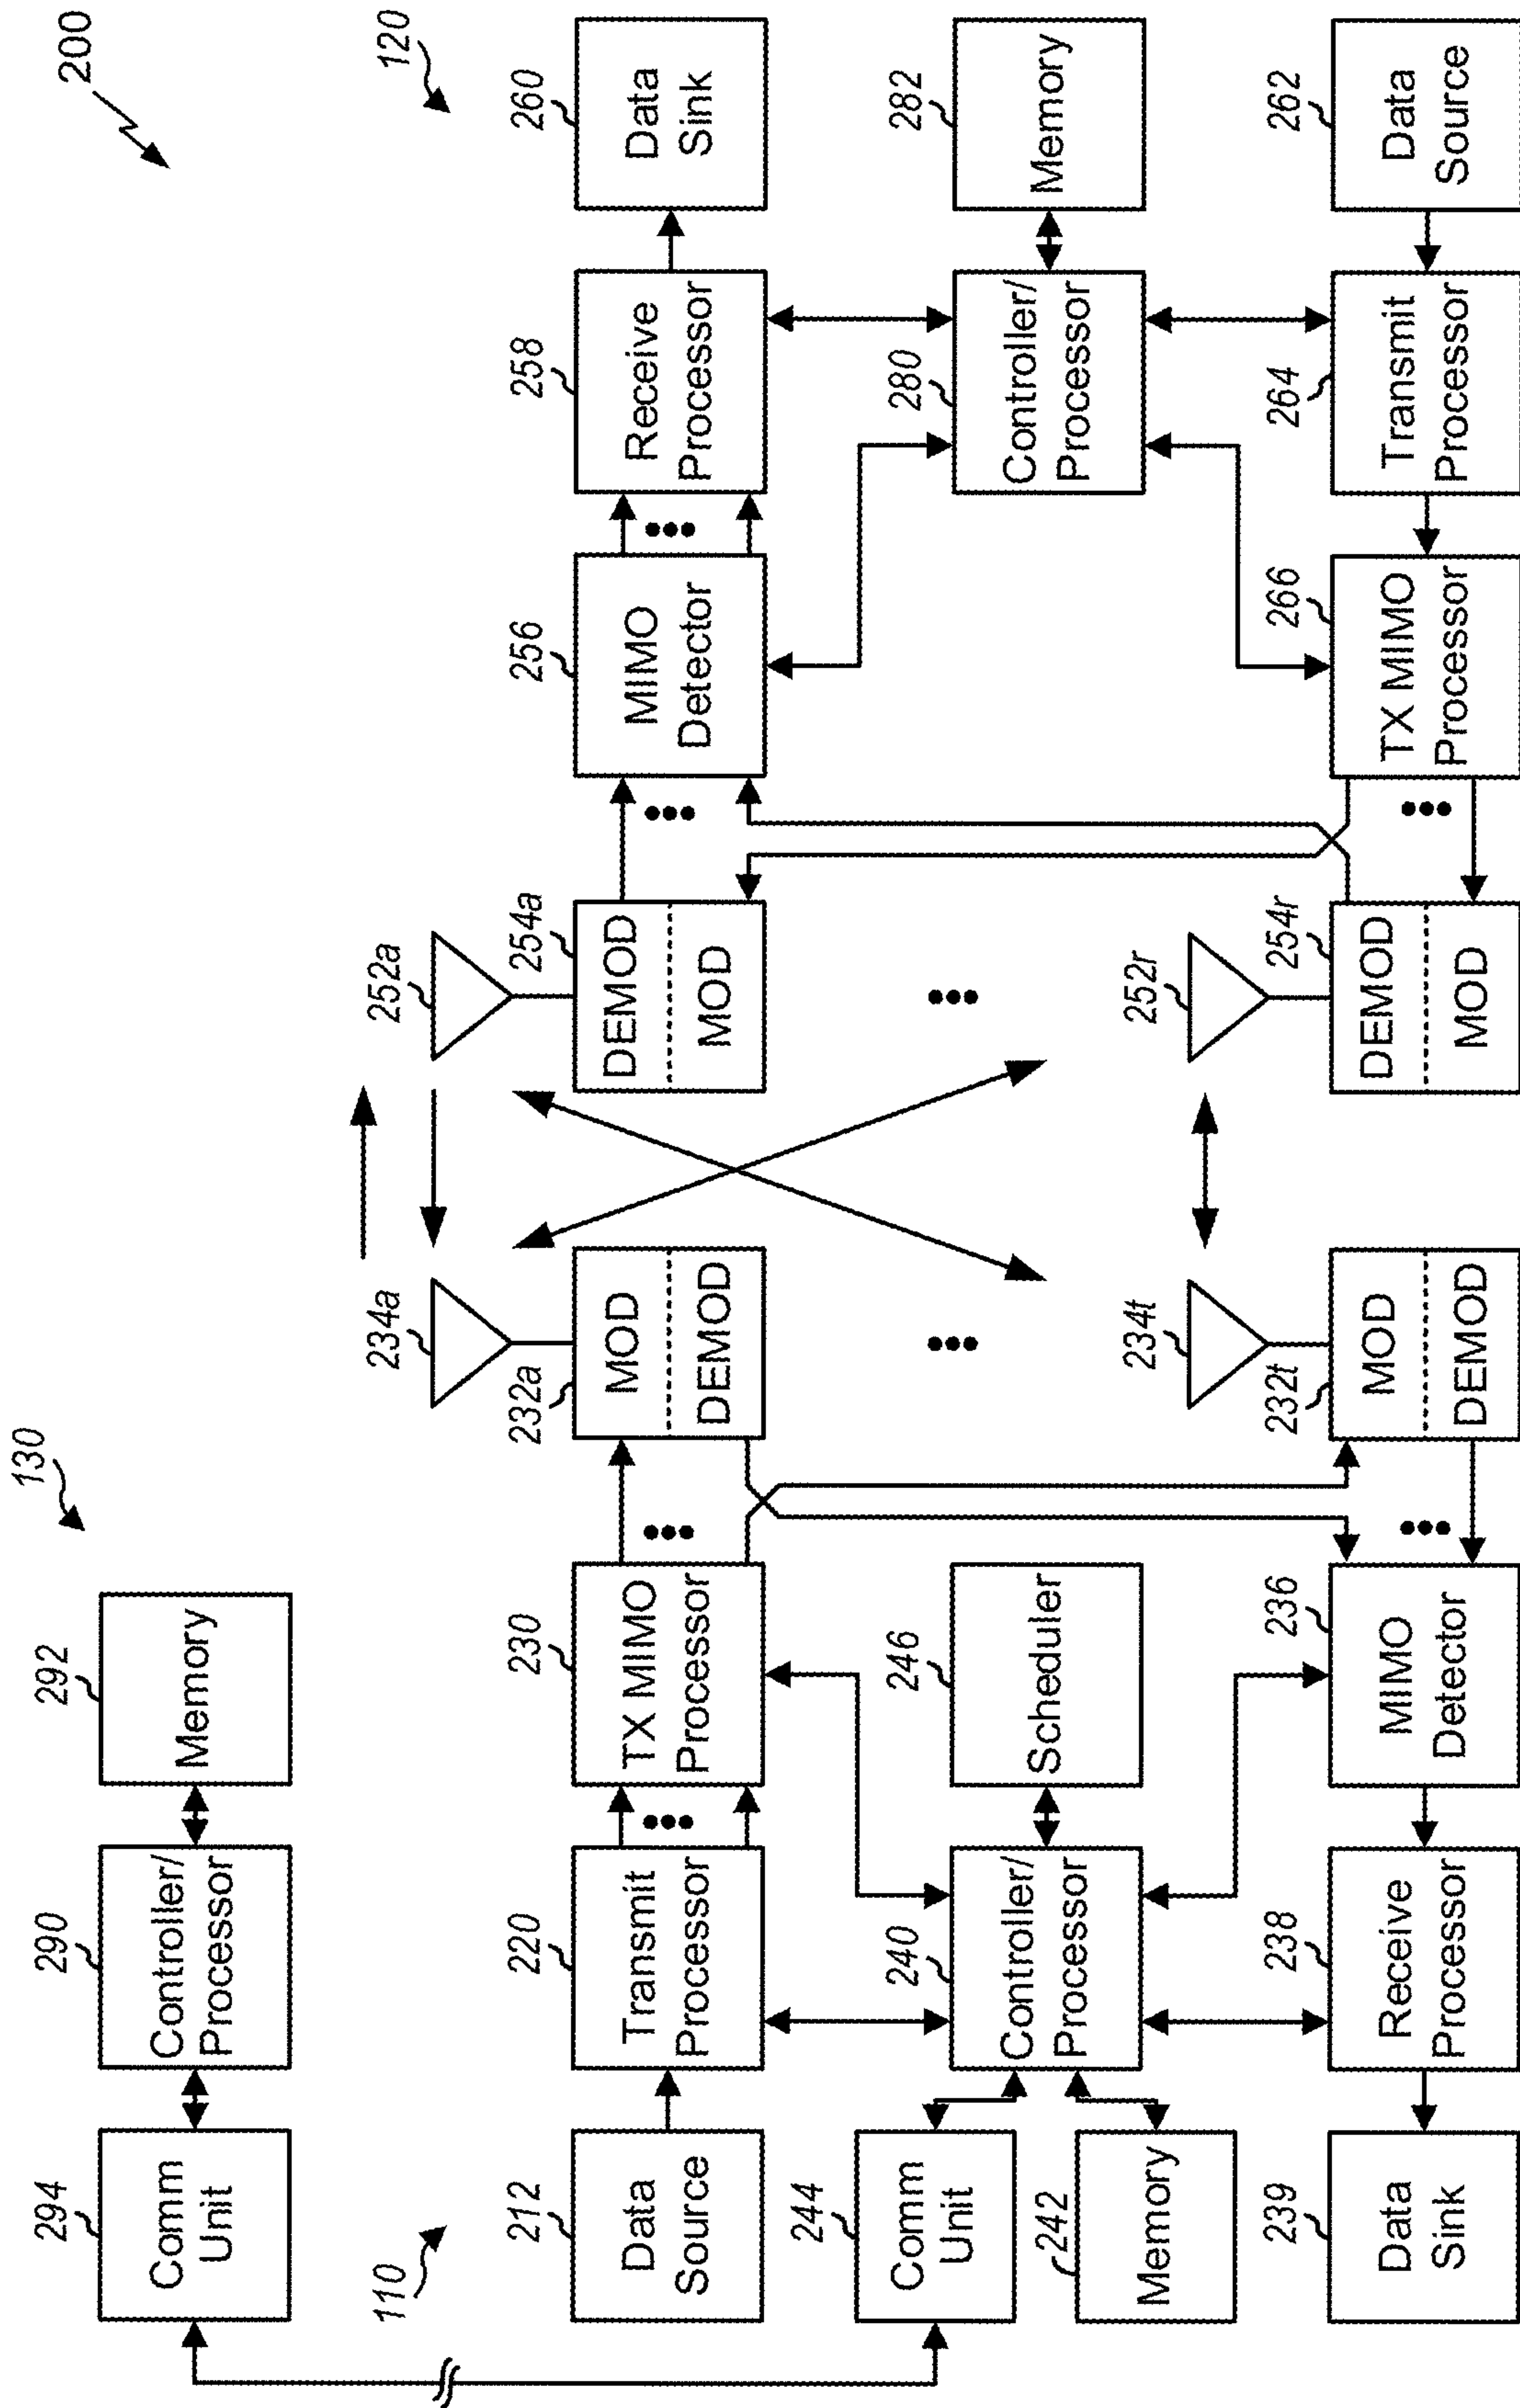 200
130
294
Comm
Unit
290
Controller/
Processor
292
Memory
110
120
212
Data
Source
220
Transmit
Processor
230
TX MIMO
Processor
•••
•••
232a
MOD
DEMOD
234a
252a
254a
DEMOD
MOD
•••
256
MIMO
Detector
•••
258
Receive
Processor
260
Data
Sink
244
Comm
Unit
242
Memory
240
Controller/
Processor
246
Scheduler
•••
•••
280
Controller/
Processor
282
Memory
239
Data
Sink
238
Receive
Processor
236
MIMO
Detector
•••
232t
MOD
DEMOD
234t
252r
254r
DEMOD
MOD
•••
266
TX MIMO
Processor
264
Transmit
Processor
262
Data
Source